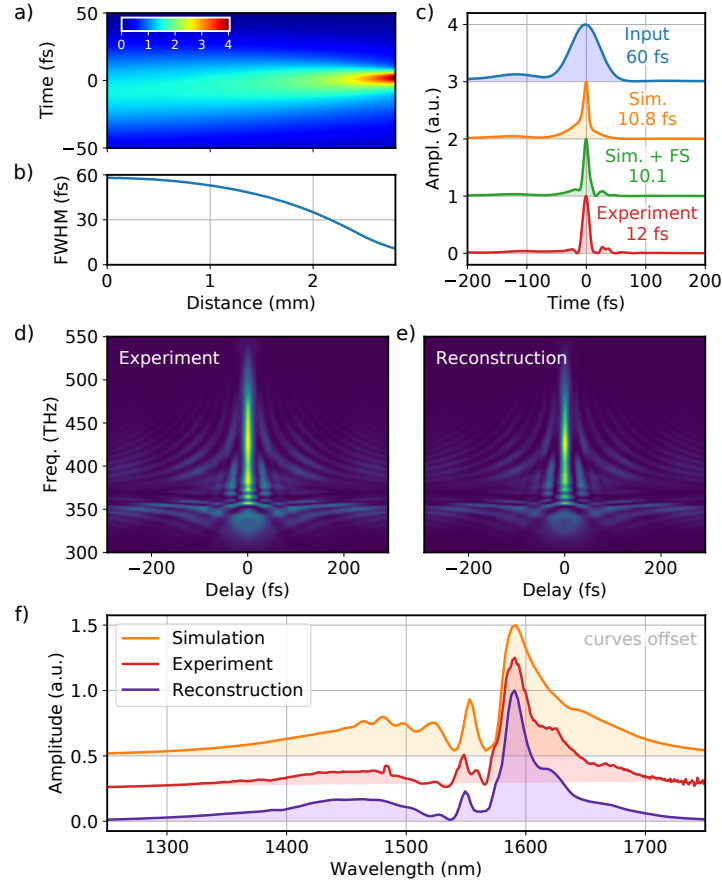 a)
50
0
−50
Time (fs)
0 1 2 3 4
b)
60
30
0
FWHM (fs)
0 1 2
Distance (mm)
c)
4
3
2
1
0
Ampl. (a.u.)
Input
60 fs
Sim.
10.8 fs
Sim. + FS
10.1
Experiment
12 fs
−200 −100 0 100 200
Time (fs)
d)
Experiment
550
500
450
400
350
300
Freq. (THz)
−200 0 200
Delay (fs)
e)
Reconstruction
−200 0 200
Delay (fs)
f)
1.5
1.0
0.5
0.0
Amplitude (a.u.)
Simulation
Experiment
Reconstruction
curves offset
1300 1400 1500 1600 1700
Wavelength (nm)